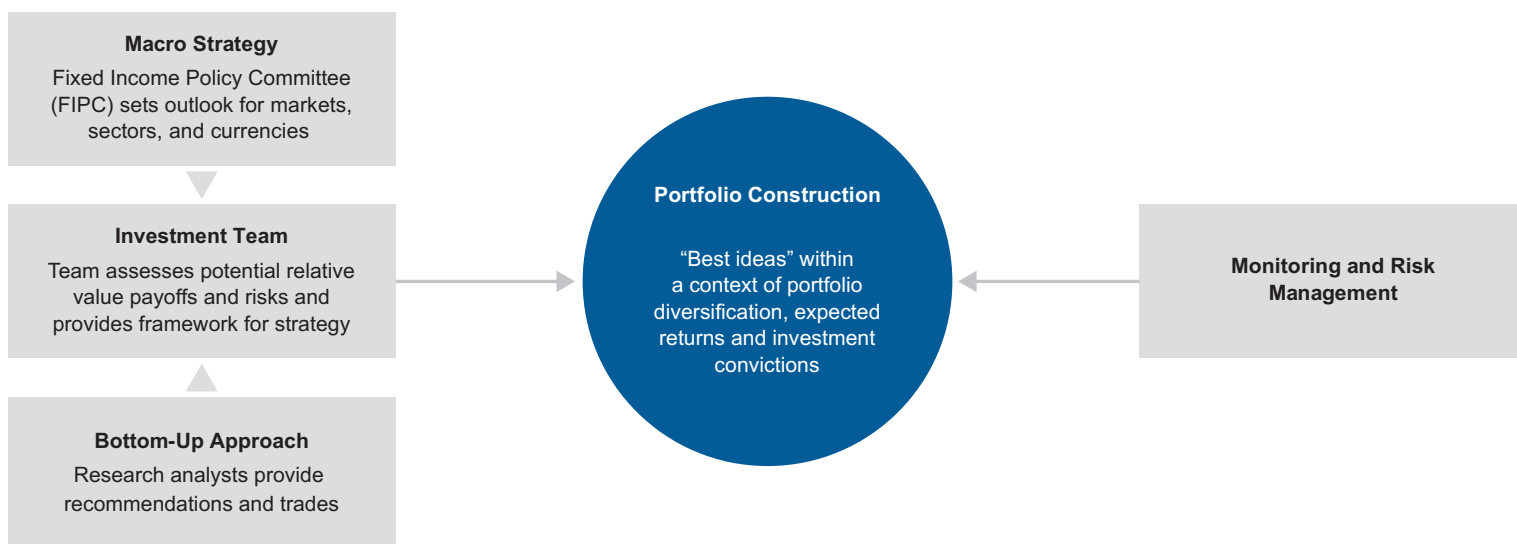 Macro Strategy
Fixed Income Policy Committee
(FIPC) sets outlook for markets,
sectors, and currencies
Investment Team
Team assesses potential relative
value payoffs and risks and
provides framework for strategy
Bottom-Up Approach
Research analysts provide
recommendations and trades
Portfolio Construction
“Best ideas” within
a context of portfolio
diversification, expected
returns and investment
convictions
Monitoring and Risk
Management